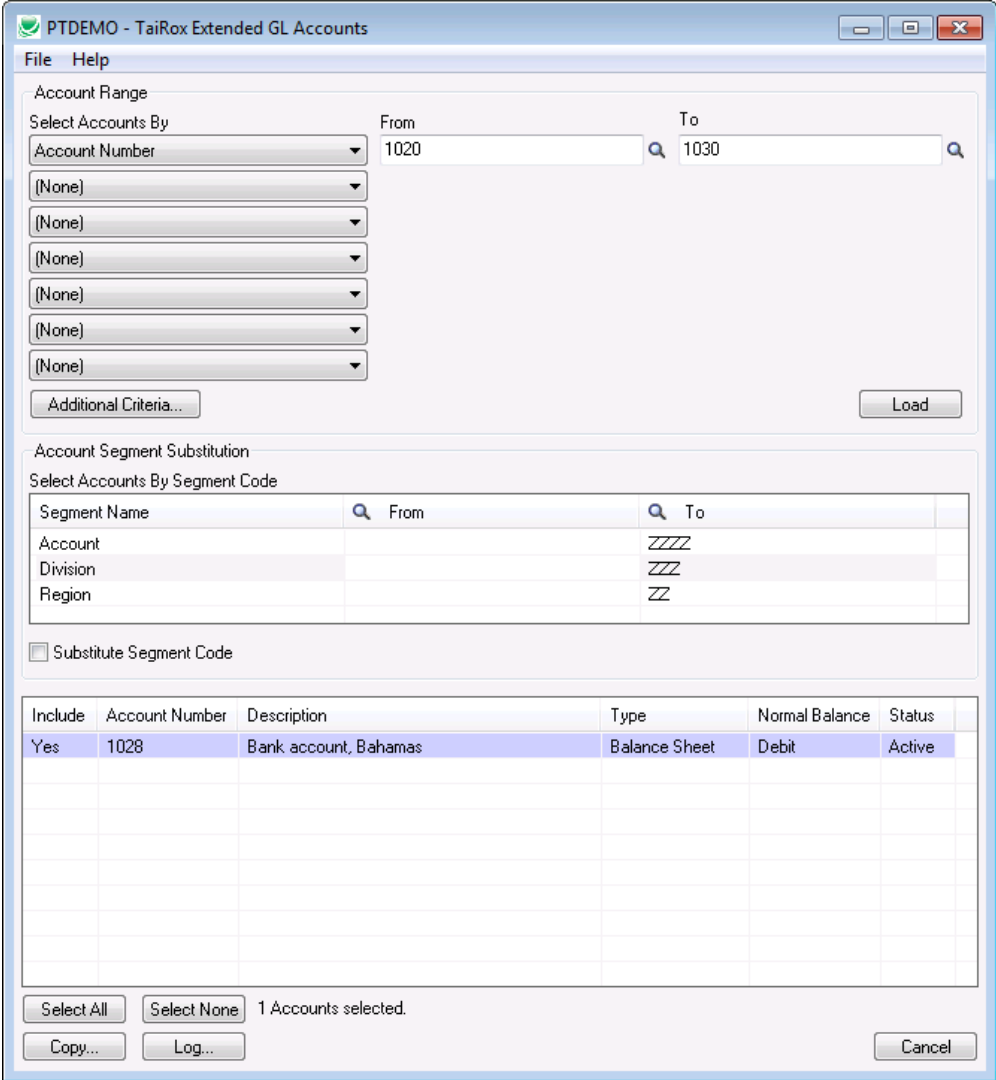 PTDEMO - TaiRox Extended GL Accounts
File Help
Account Range
Select Accounts By From To
Account Number 1020 1030
(None)
(None)
(None)
(None)
(None)
(None)
Additional Criteria... Load
Account Segment Substitution
Select Accounts By Segment Code
Segment Name From To
Account ZZZZ
Division ZZZ
Region ZZ
Substitute Segment Code
Include Account Number Description Type Normal Balance Status
Yes 1028 Bank account, Bahamas Balance Sheet Debit Active
Select All Select None 1 Accounts selected.
Copy... Log... Cancel